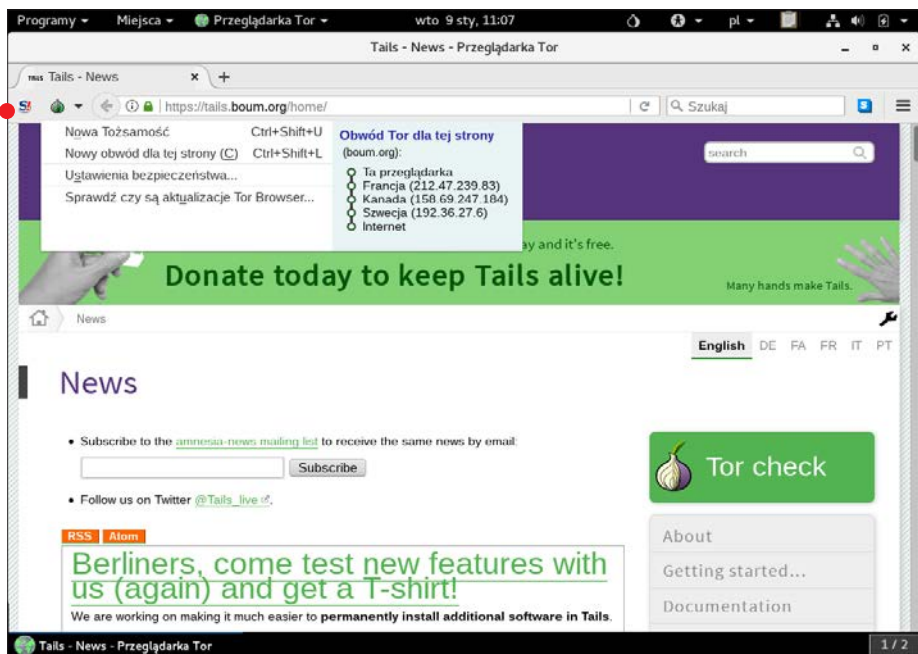 Programy Miejsca Przeglądarka Tor wto 9 sty, 11:07 pl
Tails - News - Przeglądarka Tor
Tails - News
https://tails.boum.org/home/ Szukaj
Nowa Tożsamość Ctrl+Shift+U
Nowy obwód dla tej strony (C) Ctrl+Shift+L
Ustawienia bezpieczeństwa...
Sprawdź czy są aktualizacje Tor Browser...
Obwód Tor dla tej strony
(boum.org):
Ta przeglądarka
Francja (212.47.239.83)
Kanada (158.69.247.184)
Szwecja (192.36.27.6)
Internet
search
ay and it's free.
Donate today to keep Tails alive!
Many hands make Tails.
News
English DE FA FR IT PT
News
• Subscribe to the amnesia-news mailing list to receive the same news by email:
Subscribe
• Follow us on Twitter @Tails_live.
Tor check
RSS Atom
Berliners, come test new features with
us (again) and get a T-shirt!
We are working on making it much easier to permanently install additional software in Tails.
About
Getting started...
Documentation
Tails - News - Przeglądarka Tor 1 / 2